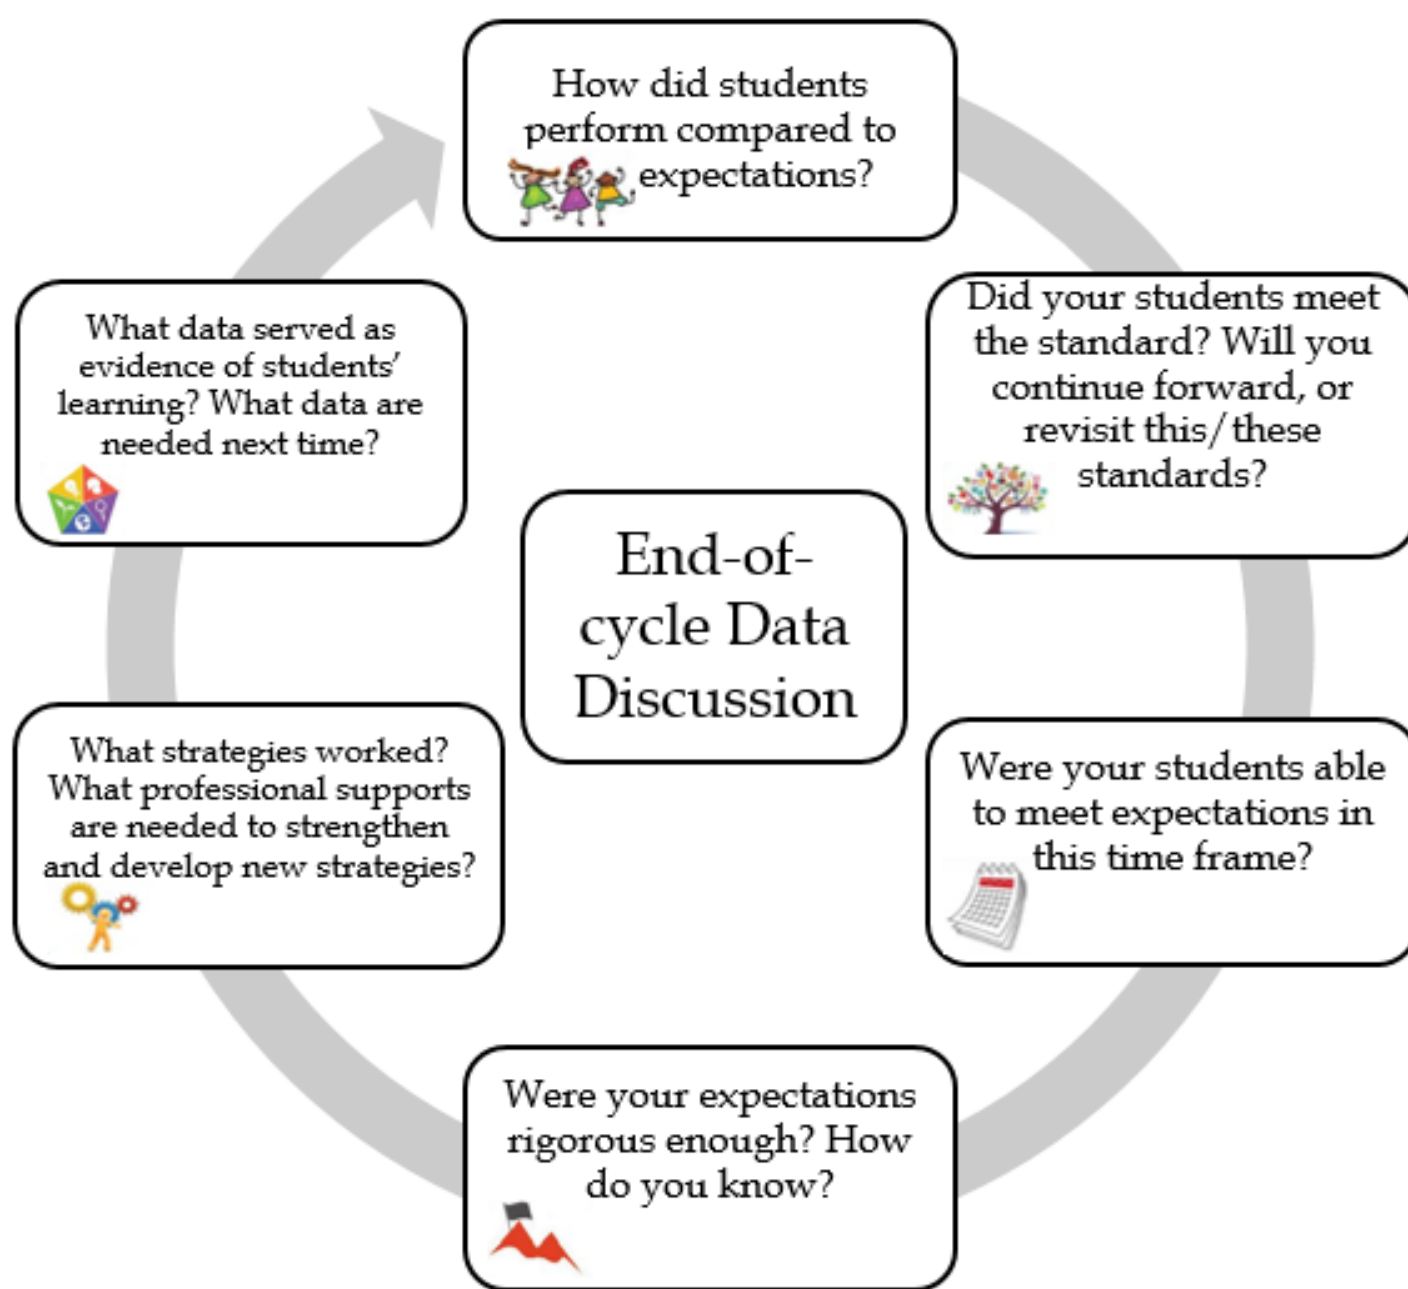 How did students
perform compared to
expectations?
Did your students meet
the standard? Will you
continue forward, or
revisit this/these
standards?
Were your students able
to meet expectations in
this time frame?
Were your expectations
rigorous enough? How
do you know?
What strategies worked?
What professional supports
are needed to strengthen
and develop new strategies?
What data served as
evidence of students’
learning? What data are
needed next time?
End-of-
cycle Data
Discussion